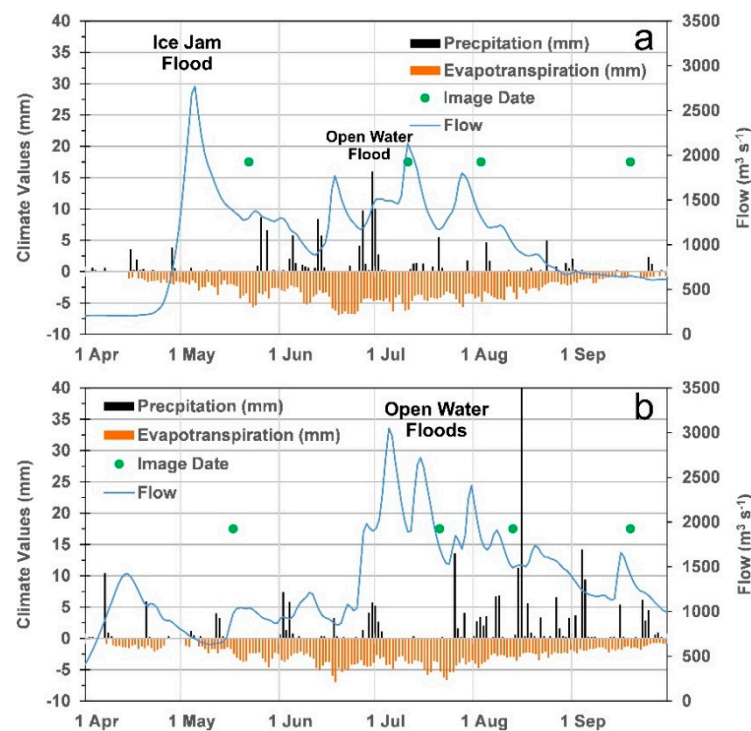 a
Ice Jam
Flood
Precpitation (mm)
Evapotranspiration (mm)
Image Date
Flow
Open Water
Flood
Climate Values (mm)
40
35
30
25
20
15
10
5
0
-5
-10
3500
3000
2500
2000
1500
1000
500
0
Flow (m³ s⁻¹)
1 Apr 1 May 1 Jun 1 Jul 1 Aug 1 Sep
b
Precpitation (mm)
Evapotranspiration (mm)
Image Date
Flow
Open Water
Floods
Climate Values (mm)
40
35
30
25
20
15
10
5
0
-5
-10
3500
3000
2500
2000
1500
1000
500
0
Flow (m³ s⁻¹)
1 Apr 1 May 1 Jun 1 Jul 1 Aug 1 Sep